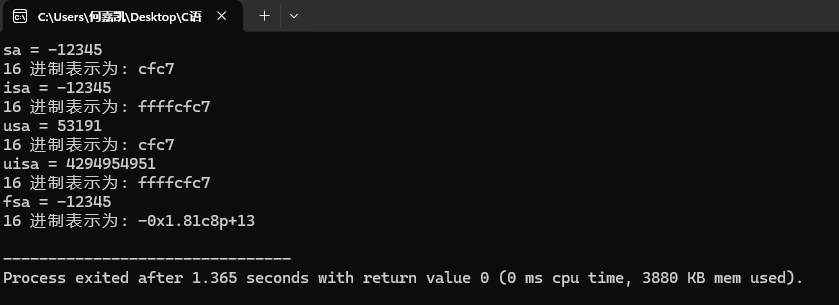 C:\Users\何嘉凯\Desktop\C语
sa = -12345
16 进制表示为: cfc7
isa = -12345
16 进制表示为: ffffcfc7
usa = 53191
16 进制表示为: cfc7
uisa = 4294954951
16 进制表示为: ffffcfc7
fsa = -12345
16 进制表示为: -0x1.81c8p+13
--------------------------------
Process exited after 1.365 seconds with return value 0 (0 ms cpu time, 3880 KB mem used).